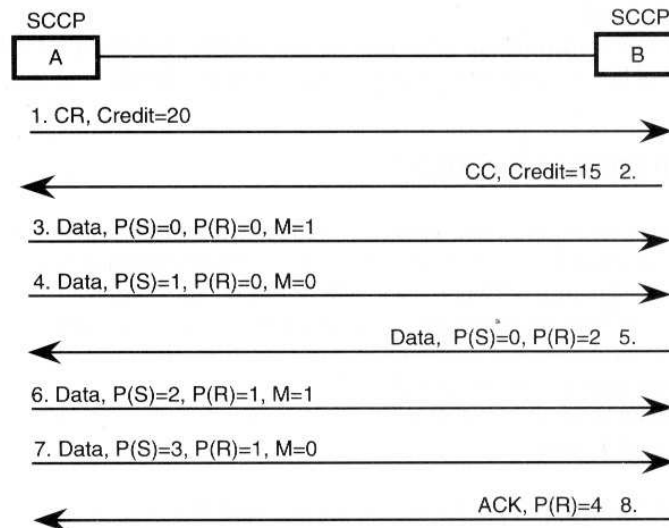 SCCP SCCP
A B
1. CR, Credit=20
CC, Credit=15 2.
3. Data, P(S)=0, P(R)=0, M=1
4. Data, P(S)=1, P(R)=0, M=0
Data, P(S)=0, P(R)=2 5.
6. Data, P(S)=2, P(R)=1, M=1
7. Data, P(S)=3, P(R)=1, M=0
ACK, P(R)=4 8.